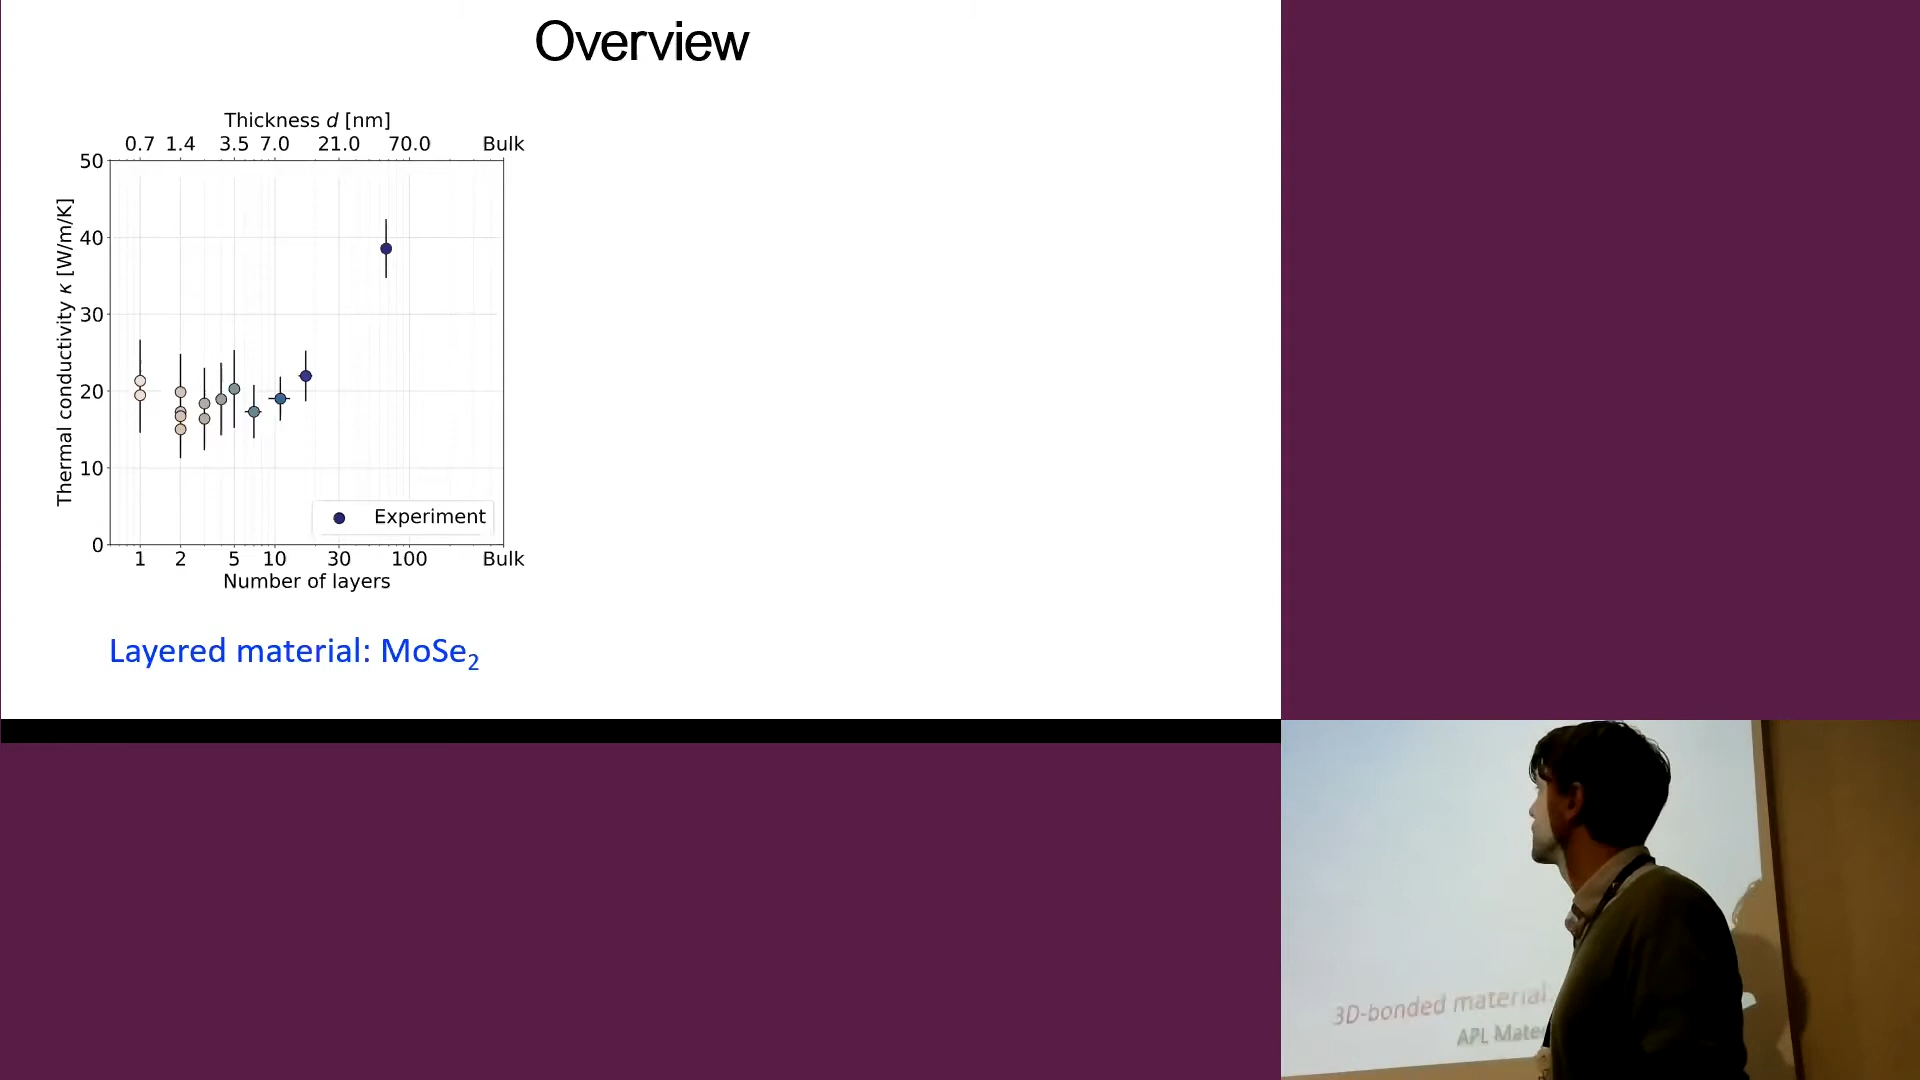 Overview
Thickness d [nm]
0.7 1.4 3.5 7.0 21.0 70.0 Bulk
50
40
30
20
10
0
Thermal conductivity κ [W/m/K]
Experiment
1 2 5 10 30 100 Bulk
Number of layers
Layered material: MoSe₂
3D-bonded material:
APL